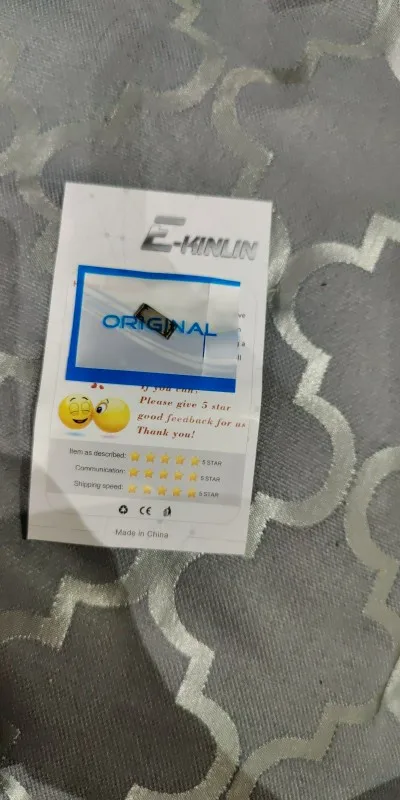 E-KINLIN
ORIGINAL
If you can!
Please give 5 star
good feedback for us
Thank you!
Item as described: 5 STAR
Communication: 5 STAR
Shipping speed: 5 STAR
CE
Made in China